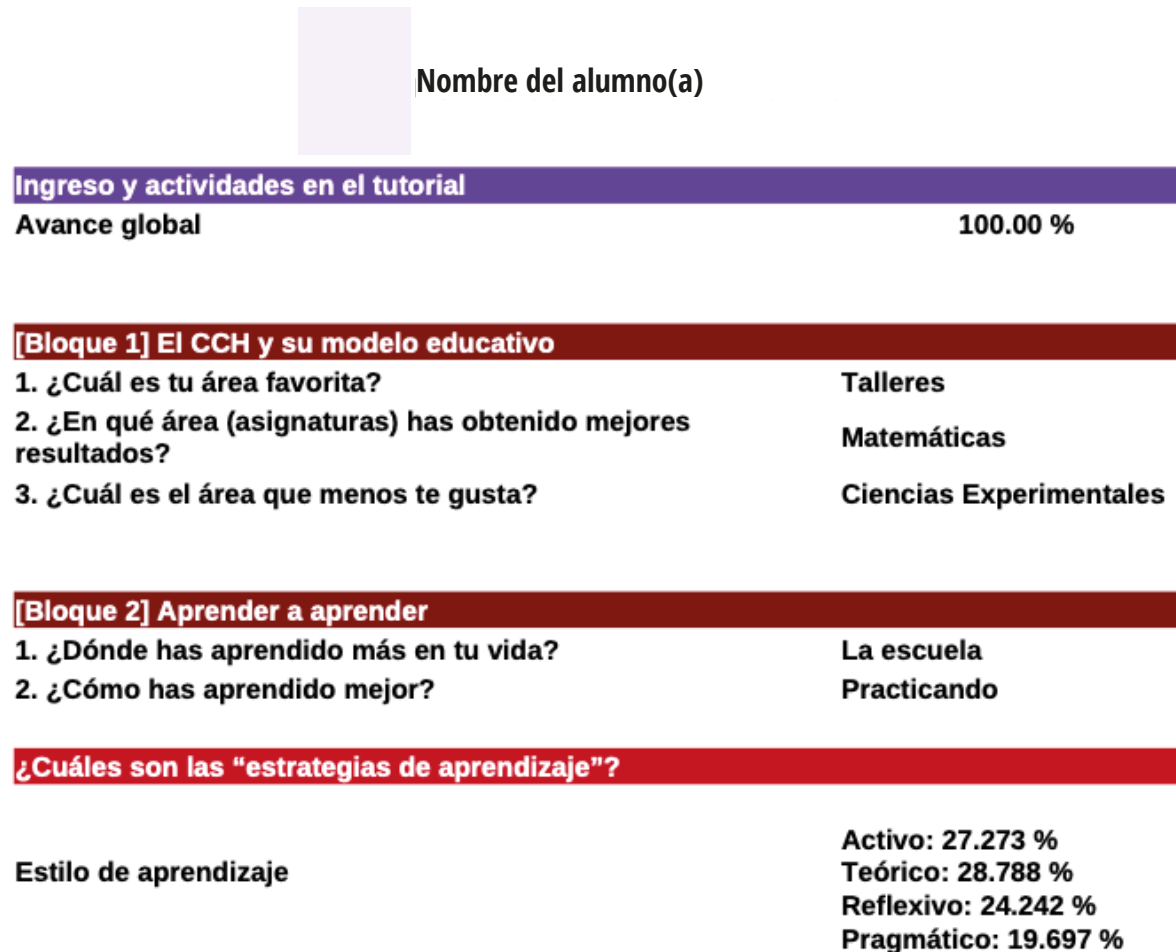 Nombre del alumno(a)
Ingreso y actividades en el tutorial
Avance global 100.00 %
[Bloque 1] El CCH y su modelo educativo
1. ¿Cuál es tu área favorita? Talleres
2. ¿En qué área (asignaturas) has obtenido mejores
resultados? Matemáticas
3. ¿Cuál es el área que menos te gusta? Ciencias Experimentales
[Bloque 2] Aprender a aprender
1. ¿Dónde has aprendido más en tu vida? La escuela
2. ¿Cómo has aprendido mejor? Practicando
¿Cuáles son las “estrategias de aprendizaje”?
Estilo de aprendizaje
Activo: 27.273 %
Teórico: 28.788 %
Reflexivo: 24.242 %
Pragmático: 19.697 %